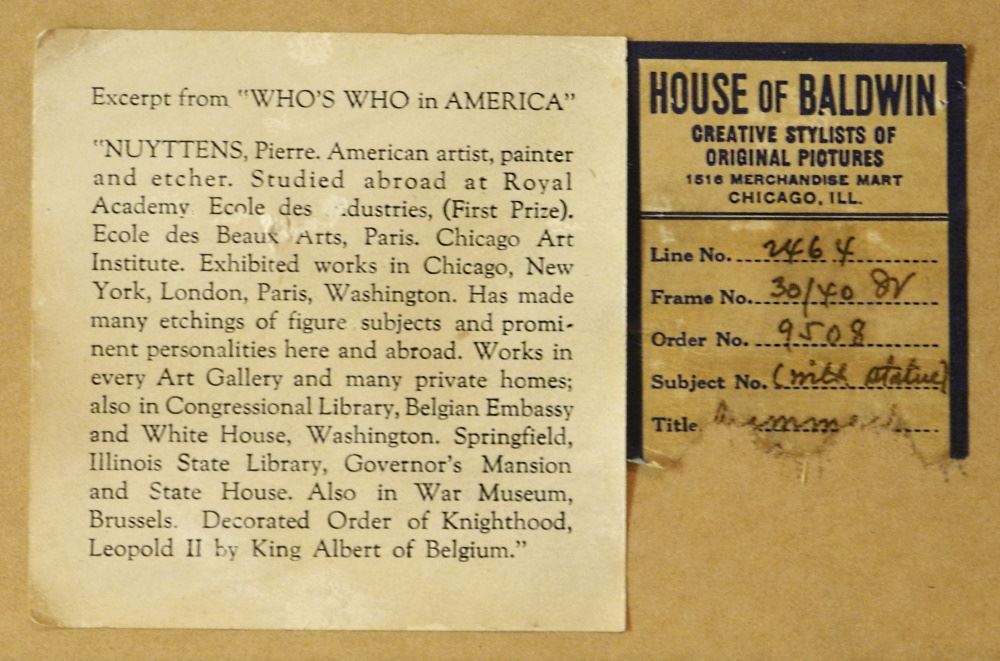 Excerpt from "WHO'S WHO in AMERICA"
"NUYTTENS, Pierre. American artist, painter
and etcher. Studied abroad at Royal
Academy Ecole des dustries, (First Prize).
Ecole des Beaux Arts, Paris. Chicago Art
Institute. Exhibited works in Chicago, New
York, London, Paris, Washington. Has made
many etchings of figure subjects and promi-
nent personalities here and abroad. Works in
every Art Gallery and many private homes;
also in Congressional Library, Belgian Embassy
and White House, Washington. Springfield,
Illinois State Library, Governor's Mansion
and State House. Also in War Museum,
Brussels. Decorated Order of Knighthood,
Leopold II by King Albert of Belgium."
HOUSE OF BALDWIN
CREATIVE STYLISTS OF
ORIGINAL PICTURES
1516 MERCHANDISE MART
CHICAGO, ILL.
Line No. 2464
Frame No. 30/40
Order No. 9508
Subject No. (with statue)
Title